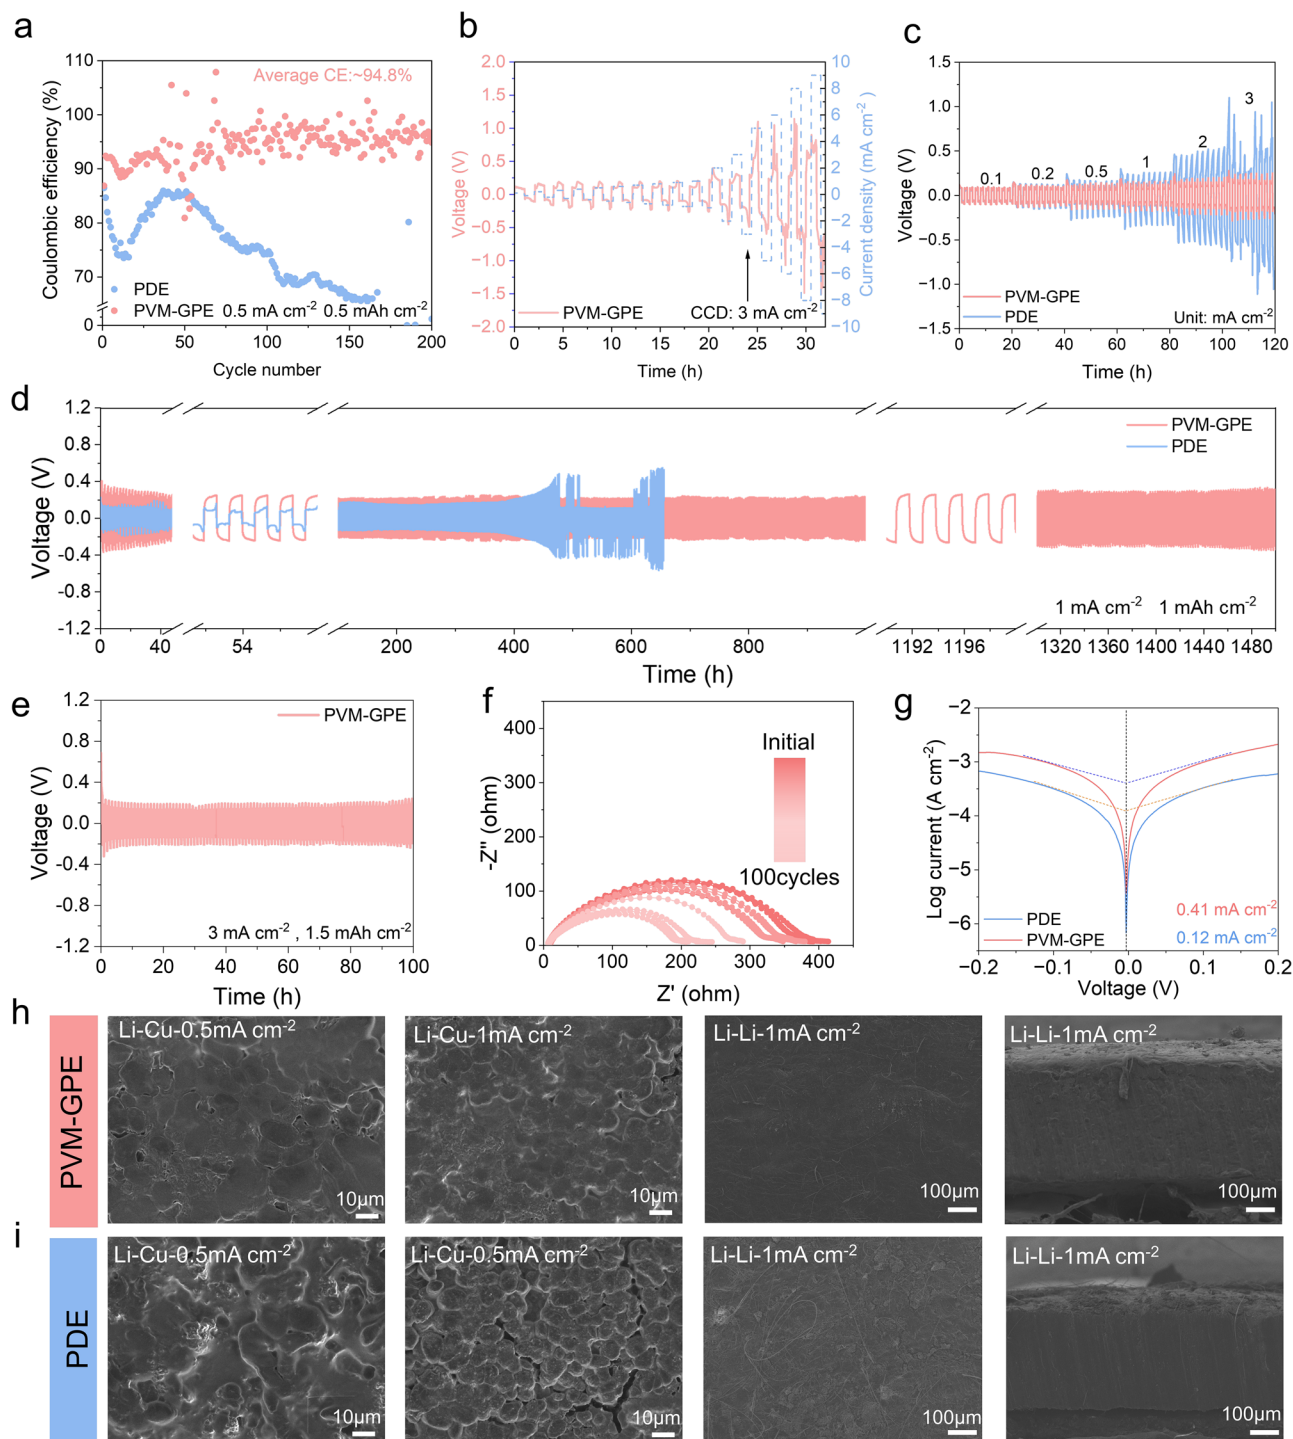 a
110
100
90
80
70
0
Coulombic efficiency (%)
Average CE:~94.8%
PDE
PVM-GPE 0.5 mA cm-2 0.5 mAh cm-2
0 50 100 150 200
Cycle number
b
2.0
1.5
1.0
0.5
0.0
−0.5
−1.0
−1.5
−2.0
Voltage (V)
10
8
6
4
2
0
−2
−4
−6
−8
−10
Current density (mA cm-2)
PVM-GPE
CCD: 3 mA cm-2
0 5 10 15 20 25 30
Time (h)
c
1.5
1.0
0.5
0.0
−0.5
−1.0
−1.5
Voltage (V)
0.1 0.2 0.5 1 2 3
PVM-GPE
PDE
Unit: mA cm-2
0 20 40 60 80 100 120
Time (h)
d
1.2
0.8
0.4
0.0
-0.4
-0.8
-1.2
Voltage (V)
PVM-GPE
PDE
1 mA cm-2 1 mAh cm-2
0 40 54 200 400 600 800 1192 1196 1320 1360 1400 1440 1480
Time (h)
e
1.2
0.8
0.4
0.0
-0.4
-0.8
-1.2
Voltage (V)
PVM-GPE
3 mA cm-2 , 1.5 mAh cm-2
0 20 40 60 80 100
Time (h)
f
400
300
200
100
0
-Z'' (ohm)
Initial
100cycles
0 100 200 300 400
Z' (ohm)
g
−2
−3
−4
−5
−6
Log current (A cm-2)
PDE
PVM-GPE
0.41 mA cm-2
0.12 mA cm-2
−0.2 −0.1 0.0 0.1 0.2
Voltage (V)
h
PVM-GPE
Li-Cu-0.5mA cm-2
10μm
Li-Cu-1mA cm-2
10μm
Li-Li-1mA cm-2
100μm
Li-Li-1mA cm-2
100μm
i
PDE
Li-Cu-0.5mA cm-2
10μm
Li-Cu-0.5mA cm-2
10μm
Li-Li-1mA cm-2
100μm
Li-Li-1mA cm-2
100μm